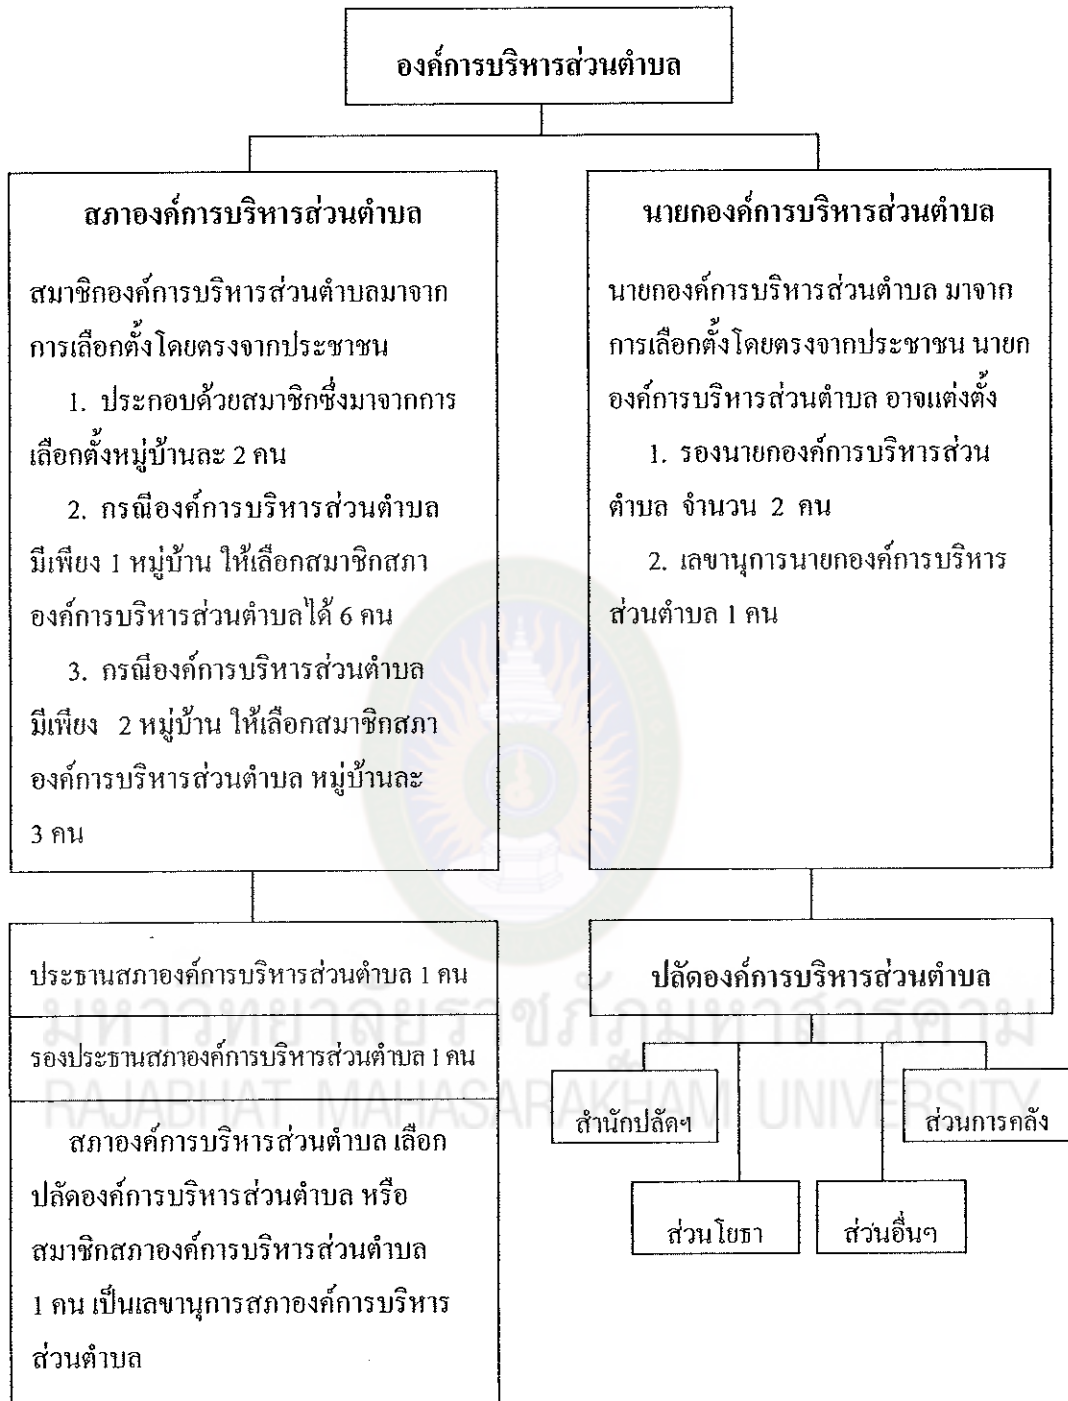 องค์การบริหารส่วนตำบล
สภาองค์การบริหารส่วนตำบล
สมาชิกองค์การบริหารส่วนตำบลมาจาก
การเลือกตั้งโดยตรงจากประชาชน
1. ประกอบด้วยสมาชิกซึ่งมาจากการ
เลือกตั้งหมู่บ้านละ 2 คน
2. กรณีองค์การบริหารส่วนตำบล
มีเพียง 1 หมู่บ้าน ให้เลือกสมาชิกสภา
องค์การบริหารส่วนตำบลได้ 6 คน
3. กรณีองค์การบริหารส่วนตำบล
มีเพียง 2 หมู่บ้าน ให้เลือกสมาชิกสภา
องค์การบริหารส่วนตำบล หมู่บ้านละ
3 คน
นายกองค์การบริหารส่วนตำบล
นายกองค์การบริหารส่วนตำบล มาจาก
การเลือกตั้งโดยตรงจากประชาชน นายก
องค์การบริหารส่วนตำบล อาจแต่งตั้ง
1. รองนายกองค์การบริหารส่วน
ตำบล จำนวน 2 คน
2. เลขานุการนายกองค์การบริหาร
ส่วนตำบล 1 คน
ประธานสภาองค์การบริหารส่วนตำบล 1 คน
รองประธานสภาองค์การบริหารส่วนตำบล 1 คน
สภาองค์การบริหารส่วนตำบล เลือก
ปลัดองค์การบริหารส่วนตำบล หรือ
สมาชิกสภาองค์การบริหารส่วนตำบล
1 คน เป็นเลขานุการสภาองค์การบริหาร
ส่วนตำบล
ปลัดองค์การบริหารส่วนตำบล
สำนักปลัดฯ
ส่วนการคลัง
ส่วนโยธา
ส่วนอื่นๆ
มหาวิทยาลัยราชภัฏมหาสารคาม
RAJABHAT MAHASARAKHAM UNIVERSITY